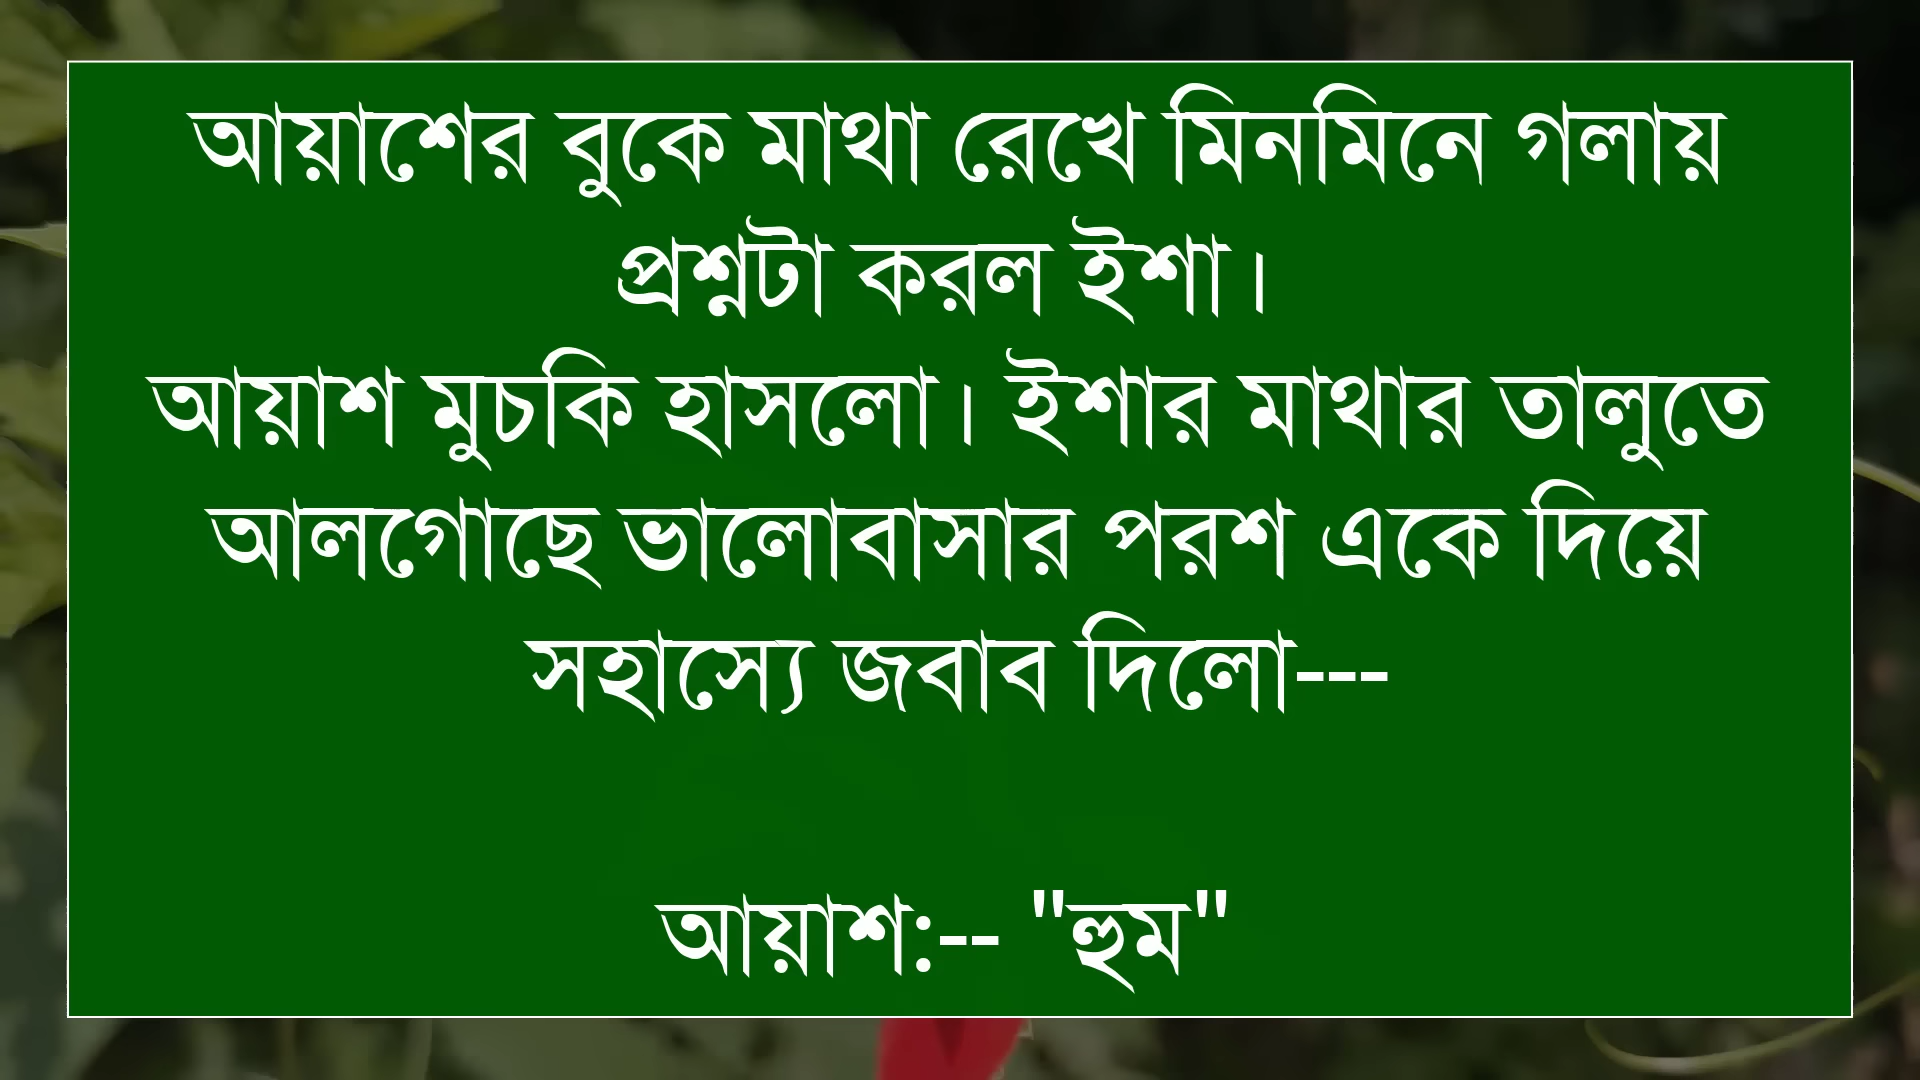 আয়াশের বুকে মাথা রেখে মিনমিনে গলায়
প্রশ্নটা করল ইশা।
আয়াশ মুচকি হাসলো। ইশার মাথার তালুতে
আলগোছে ভালোবাসার পরশ একে দিয়ে
সহাস্যে জবাব দিলো---
আয়াশ:-- "হুম"